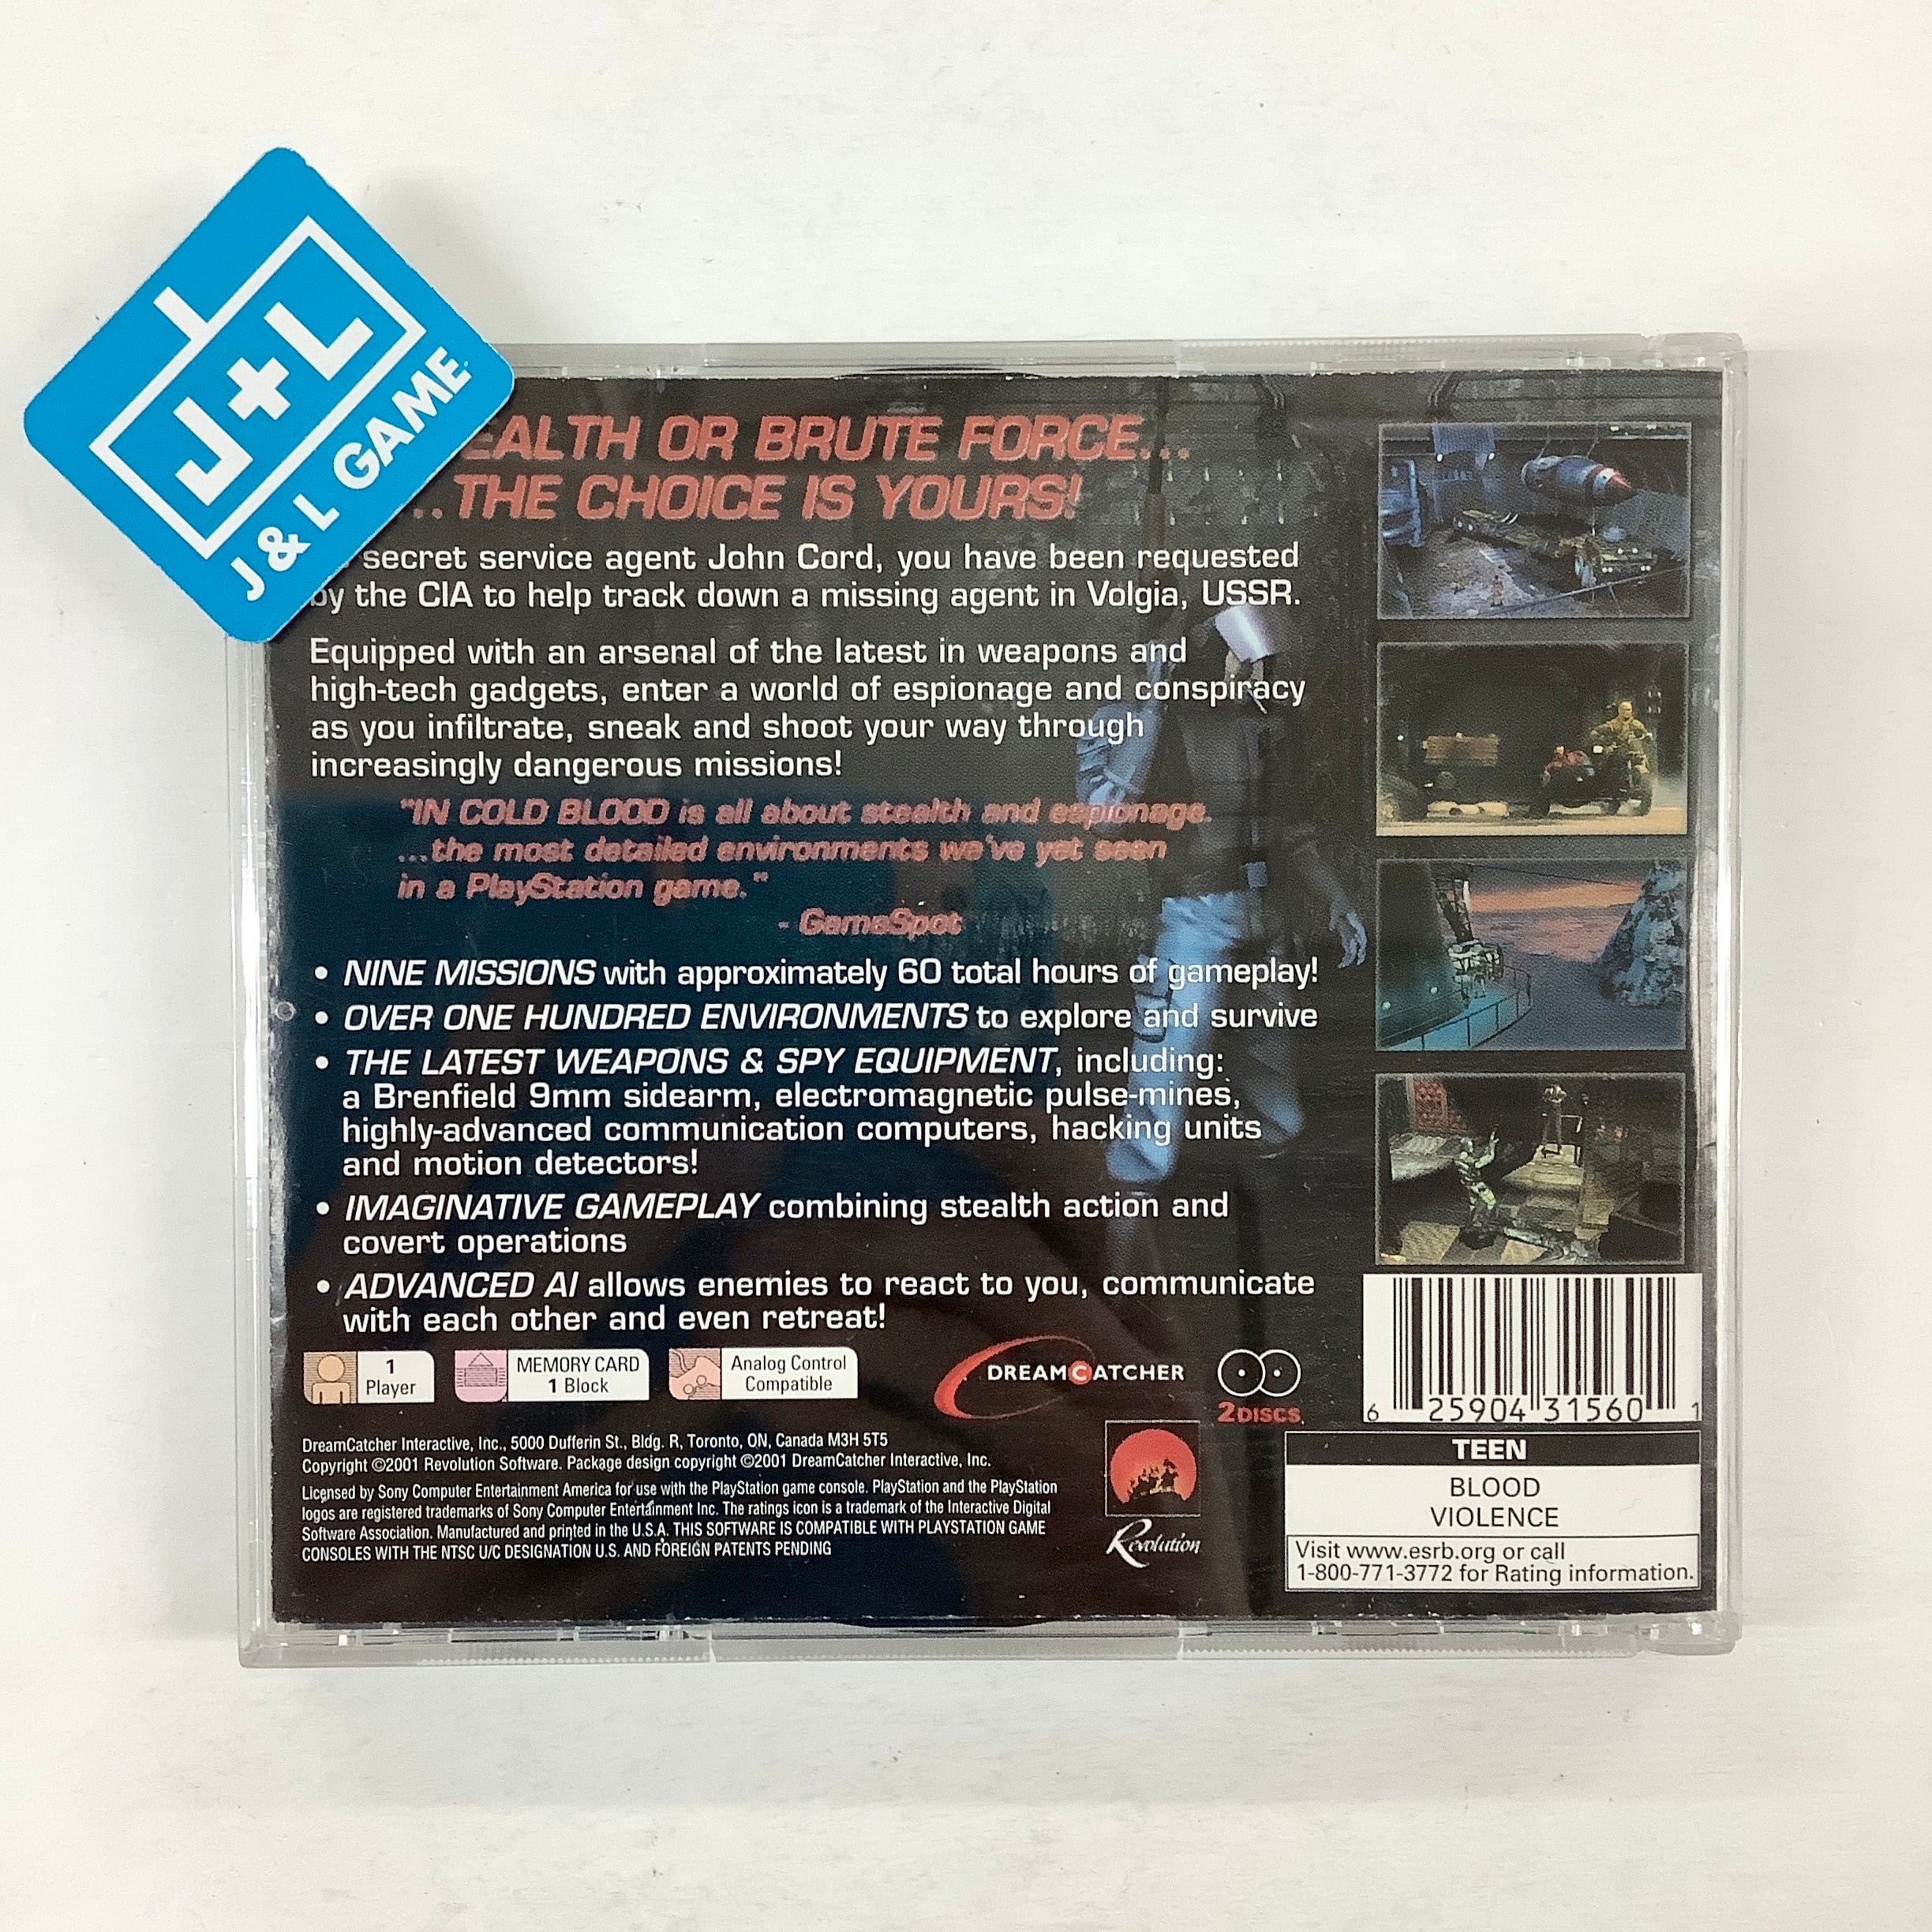 J+L
J & L GAME
EALTH OR BRUTE FORCE...
...THE CHOICE IS YOURS!
secret service agent John Cord, you have been requested
by the CIA to help track down a missing agent in Volgia, USSR.
Equipped with an arsenal of the latest in weapons and
high-tech gadgets, enter a world of espionage and conspiracy
as you infiltrate, sneak and shoot your way through
increasingly dangerous missions!
"IN COLD BLOOD is all about stealth and espionage.
...the most detailed environments we've yet seen
in a PlayStation game."
- GameSpot
• NINE MISSIONS with approximately 60 total hours of gameplay!
• OVER ONE HUNDRED ENVIRONMENTS to explore and survive
• THE LATEST WEAPONS & SPY EQUIPMENT, including:
a Brenfield 9mm sidearm, electromagnetic pulse-mines,
highly-advanced communication computers, hacking units
and motion detectors!
• IMAGINATIVE GAMEPLAY combining stealth action and
covert operations
• ADVANCED AI allows enemies to react to you, communicate
with each other and even retreat!
1
Player
MEMORY CARD
1 Block
Analog Control
Compatible
DREAMCATCHER
2 DISCS
6 25904 31560 1
DreamCatcher Interactive, Inc., 5000 Dufferin St., Bldg. R, Toronto, ON, Canada M3H 5T5
Copyright ©2001 Revolution Software. Package design copyright ©2001 DreamCatcher Interactive, Inc.
Licensed by Sony Computer Entertainment America for use with the PlayStation game console. PlayStation and the PlayStation
logos are registered trademarks of Sony Computer Entertainment Inc. The ratings icon is a trademark of the Interactive Digital
Software Association. Manufactured and printed in the U.S.A. THIS SOFTWARE IS COMPATIBLE WITH PLAYSTATION GAME
CONSOLES WITH THE NTSC U/C DESIGNATION U.S. AND FOREIGN PATENTS PENDING
Revolution
TEEN
BLOOD
VIOLENCE
Visit www.esrb.org or call
1-800-771-3772 for Rating information.